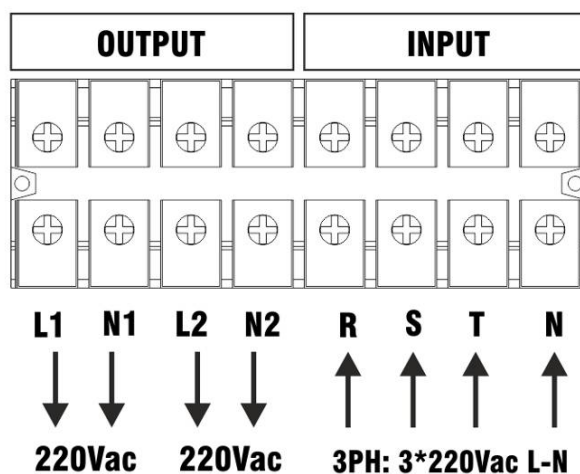 OUTPUT INPUT
L1 N1 L2 N2 R S T N
220Vac 220Vac 3PH: 3*220Vac L-N